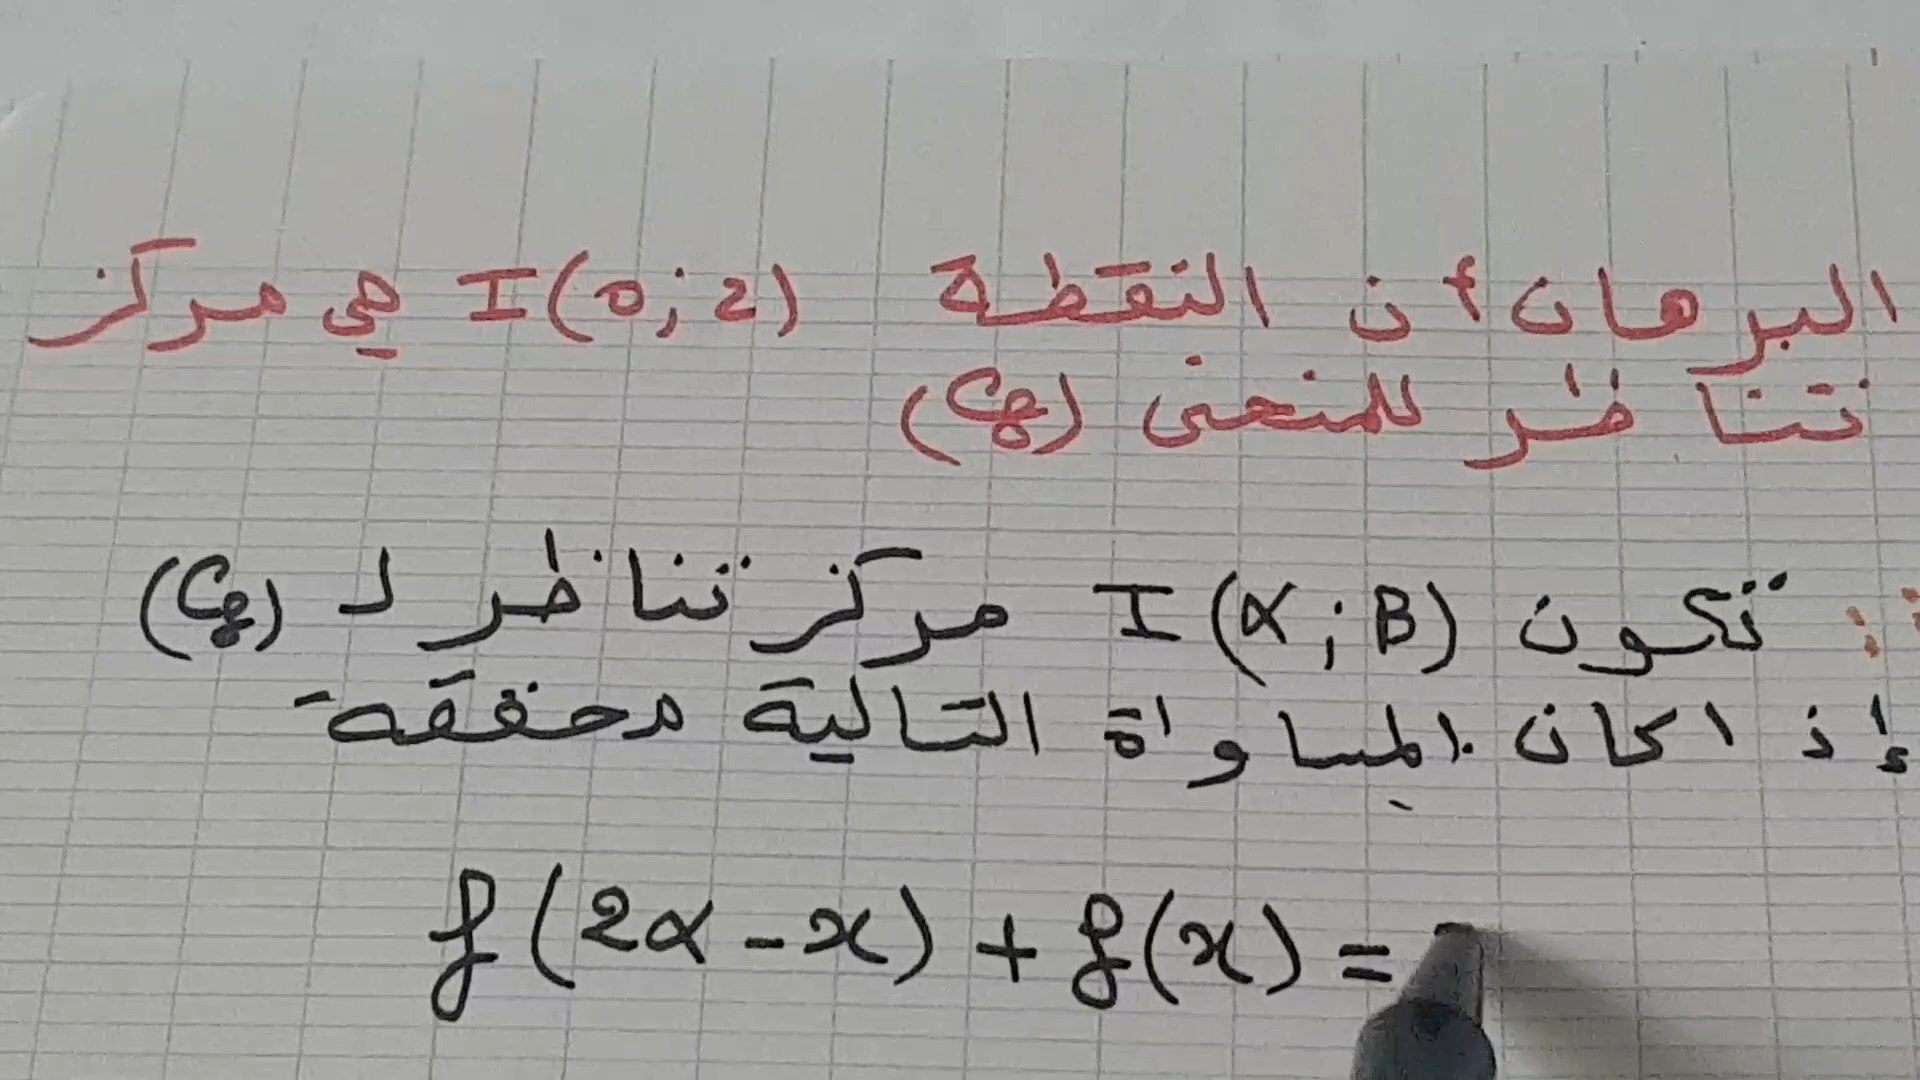 البرهان أن النقطة I(0;2) هي مركز
تناظر للمنحنى (Cf)
: تكون I(α;B) مركز تناظر لـ (Cf)
إذا كان المساواة التالية محققة
f(2α-x)+f(x)=